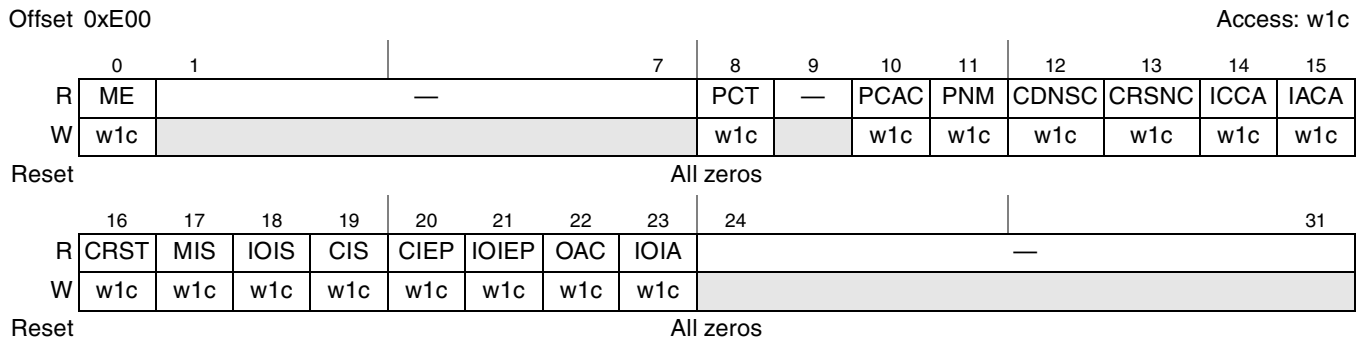 Offset 0xE00 Access: w1c
0 1 7 8 9 10 11 12 13 14 15
R ME — PCT — PCAC PNM CDNSC CRSNC ICCA IACA
W w1c w1c w1c w1c w1c w1c w1c w1c
Reset All zeros
16 17 18 19 20 21 22 23 24 31
R CRST MIS IOIS CIS CIEP IOIEP OAC IOIA —
W w1c w1c w1c w1c w1c w1c w1c w1c
Reset All zeros